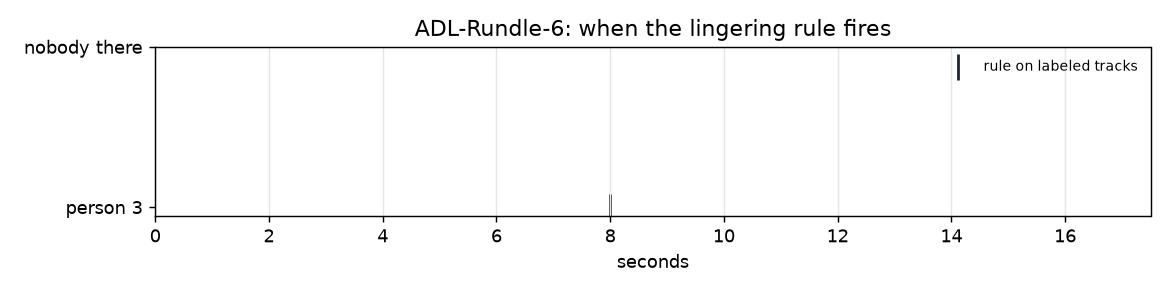 ADL-Rundle-6: when the lingering rule fires
nobody there
rule on labeled tracks
person 3
0 2 4 6 8 10 12 14 16
seconds